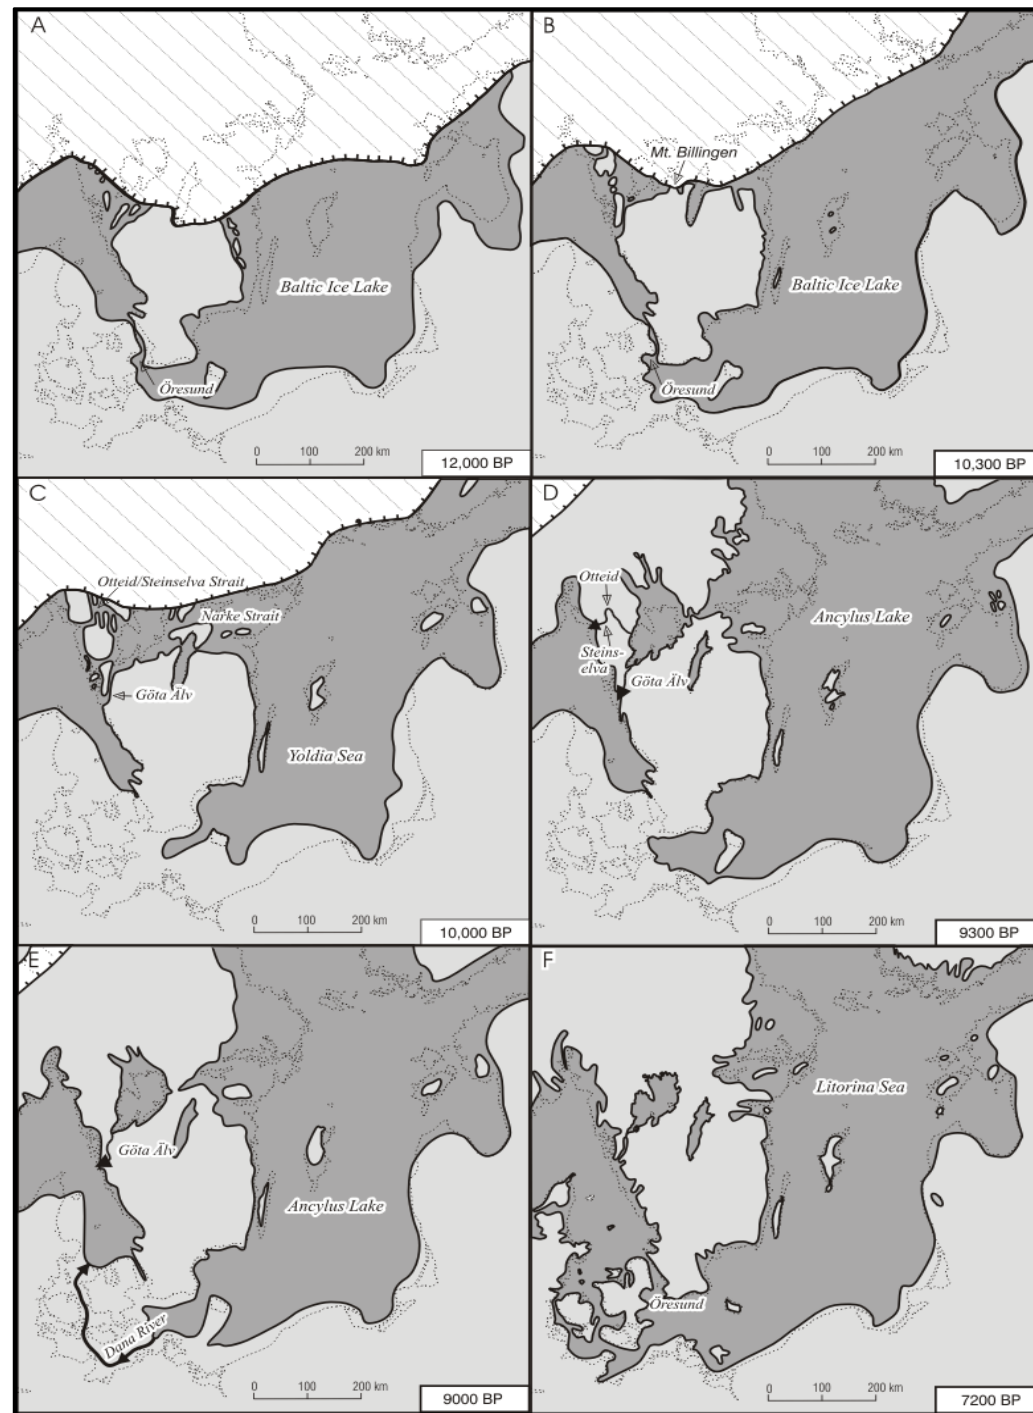 A
Baltic Ice Lake
Öresund
0 100 200 km
12,000 BP
B
Mt. Billingen
Baltic Ice Lake
Öresund
0 100 200 km
10,300 BP
C
Otteid/Steinselva Strait
Narke Strait
Göta Älv
Yoldia Sea
0 100 200 km
10,000 BP
D
Otteid
Ancylus Lake
Steins-
elva
Göta Älv
0 100 200 km
9300 BP
E
Göta Älv
Ancylus Lake
Dana River
0 100 200 km
9000 BP
F
Litorina Sea
Öresund
0 100 200 km
7200 BP